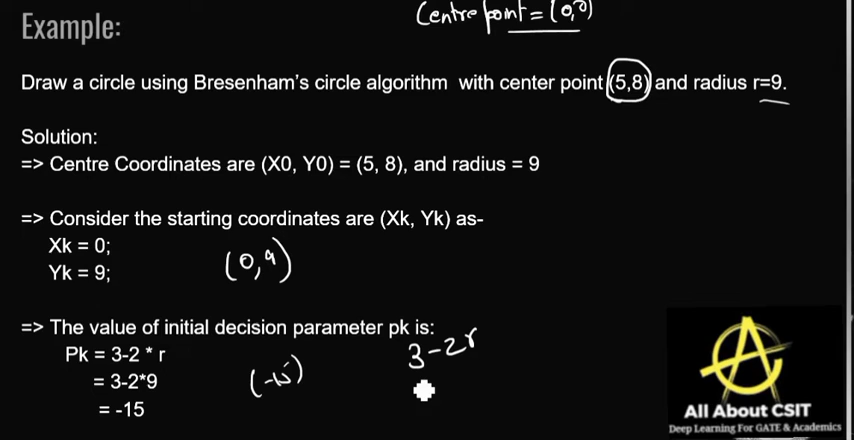 Centre point = (0,0)
Example:
Draw a circle using Bresenham's circle algorithm with center point (5,8) and radius r=9.
Solution:
=> Centre Coordinates are (X0, Y0) = (5, 8), and radius = 9
=> Consider the starting coordinates are (Xk, Yk) as-
Xk = 0;
Yk = 9;
(0,9)
=> The value of initial decision parameter pk is:
Pk = 3-2 * r
= 3-2*9
= -15
(-15)
3-2r
All About CSIT
Deep Learning For GATE & Academics